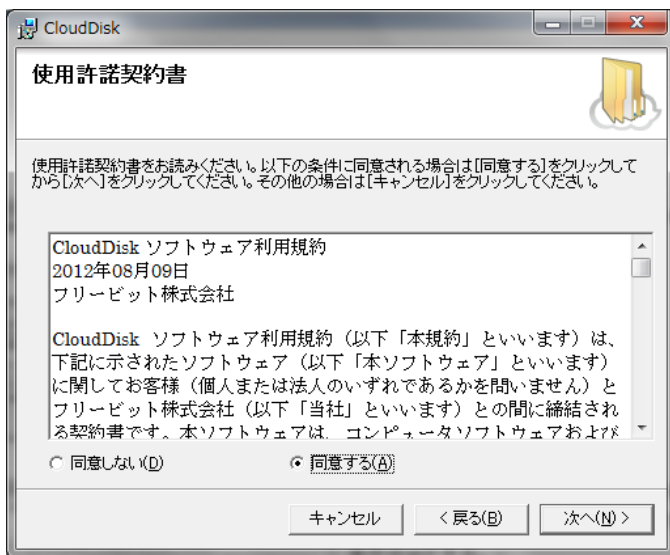 CloudDisk
使用許諾契約書
使用許諾契約書をお読みください。以下の条件に同意される場合は[同意する]をクリックして
から[次へ]をクリックしてください。その他の場合は[キャンセル]をクリックしてください。
CloudDisk ソフトウェア利用規約
2012年08月09日
フリービット株式会社
CloudDisk ソフトウェア利用規約（以下「本規約」といいます）は、
下記に示されたソフトウェア（以下「本ソフトウェア」といいます）
に関してお客様（個人または法人のいずれであるかを問いません）と
フリービット株式会社（以下「当社」といいます）との間に締結され
る契約書です。本ソフトウェアは、コンピュータソフトウェアおよび
同意しない(D) 同意する(A)
キャンセル < 戻る(B) 次へ(N) >